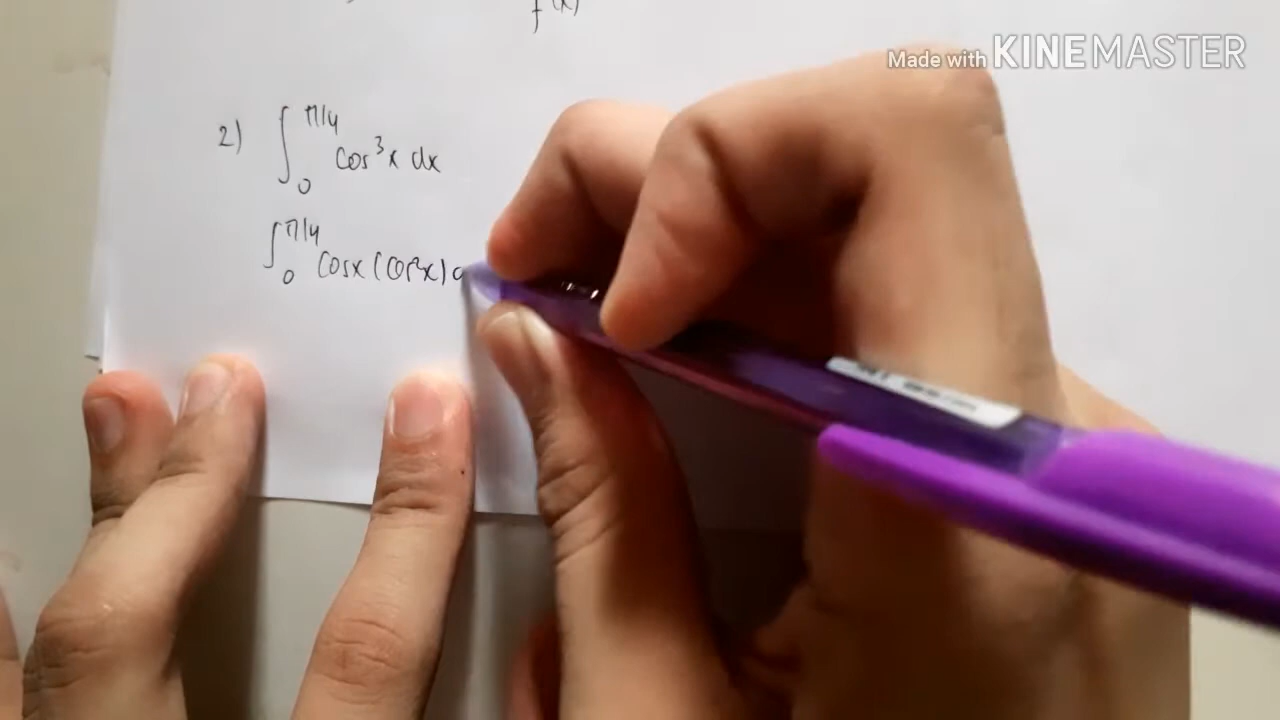 f(x)
Made with KINEMASTER
2) ∫₀^π/4 cos³x dx
∫₀^π/4 cosx (cos²x) d